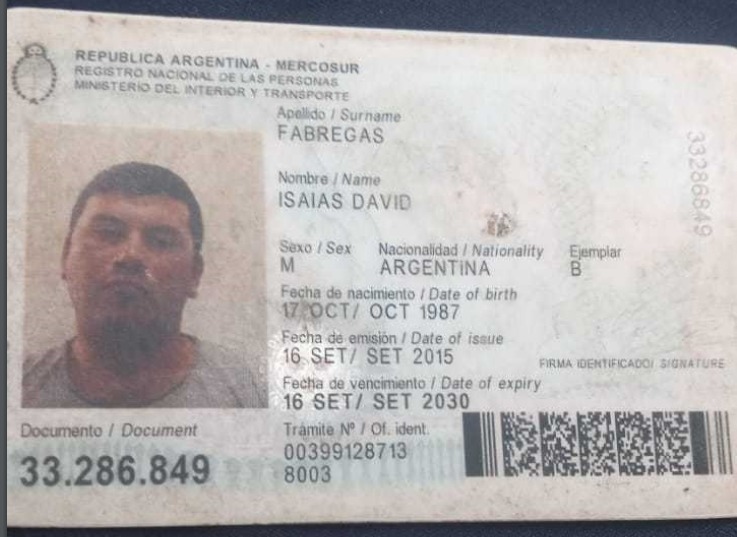 REPUBLICA ARGENTINA - MERCOSUR
REGISTRO NACIONAL DE LAS PERSONAS
MINISTERIO DEL INTERIOR Y TRANSPORTE
Apellido / Surname
FABREGAS
Nombre / Name
ISAIAS DAVID
Sexo / Sex Nacionalidad / Nationality Ejemplar
M ARGENTINA B
Fecha de nacimiento / Date of birth
17 OCT/ OCT 1987
Fecha de emisión / Date of issue
16 SET/ SET 2015
FIRMA IDENTIFICADO/ SIGNATURE
Fecha de vencimiento / Date of expiry
16 SET/ SET 2030
Documento / Document
33.286.849
Trámite Nº / Of. ident.
00399128713
8003
33286849